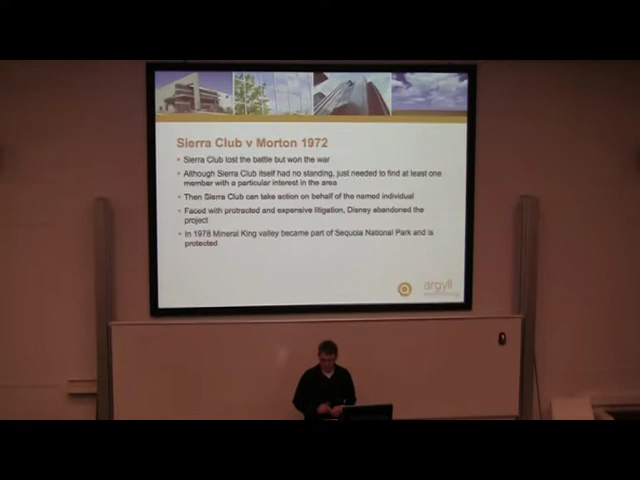 Sierra Club v Morton 1972
• Sierra Club lost the battle but won the war
• Although Sierra Club itself had no standing, just needed to find at least one
member with a particular interest in the area
• Then Sierra Club can take action on behalf of the named individual
• Faced with protracted and expensive litigation, Disney abandoned the
project
• In 1978 Mineral King valley became part of Sequoia National Park and is
protected
argyll